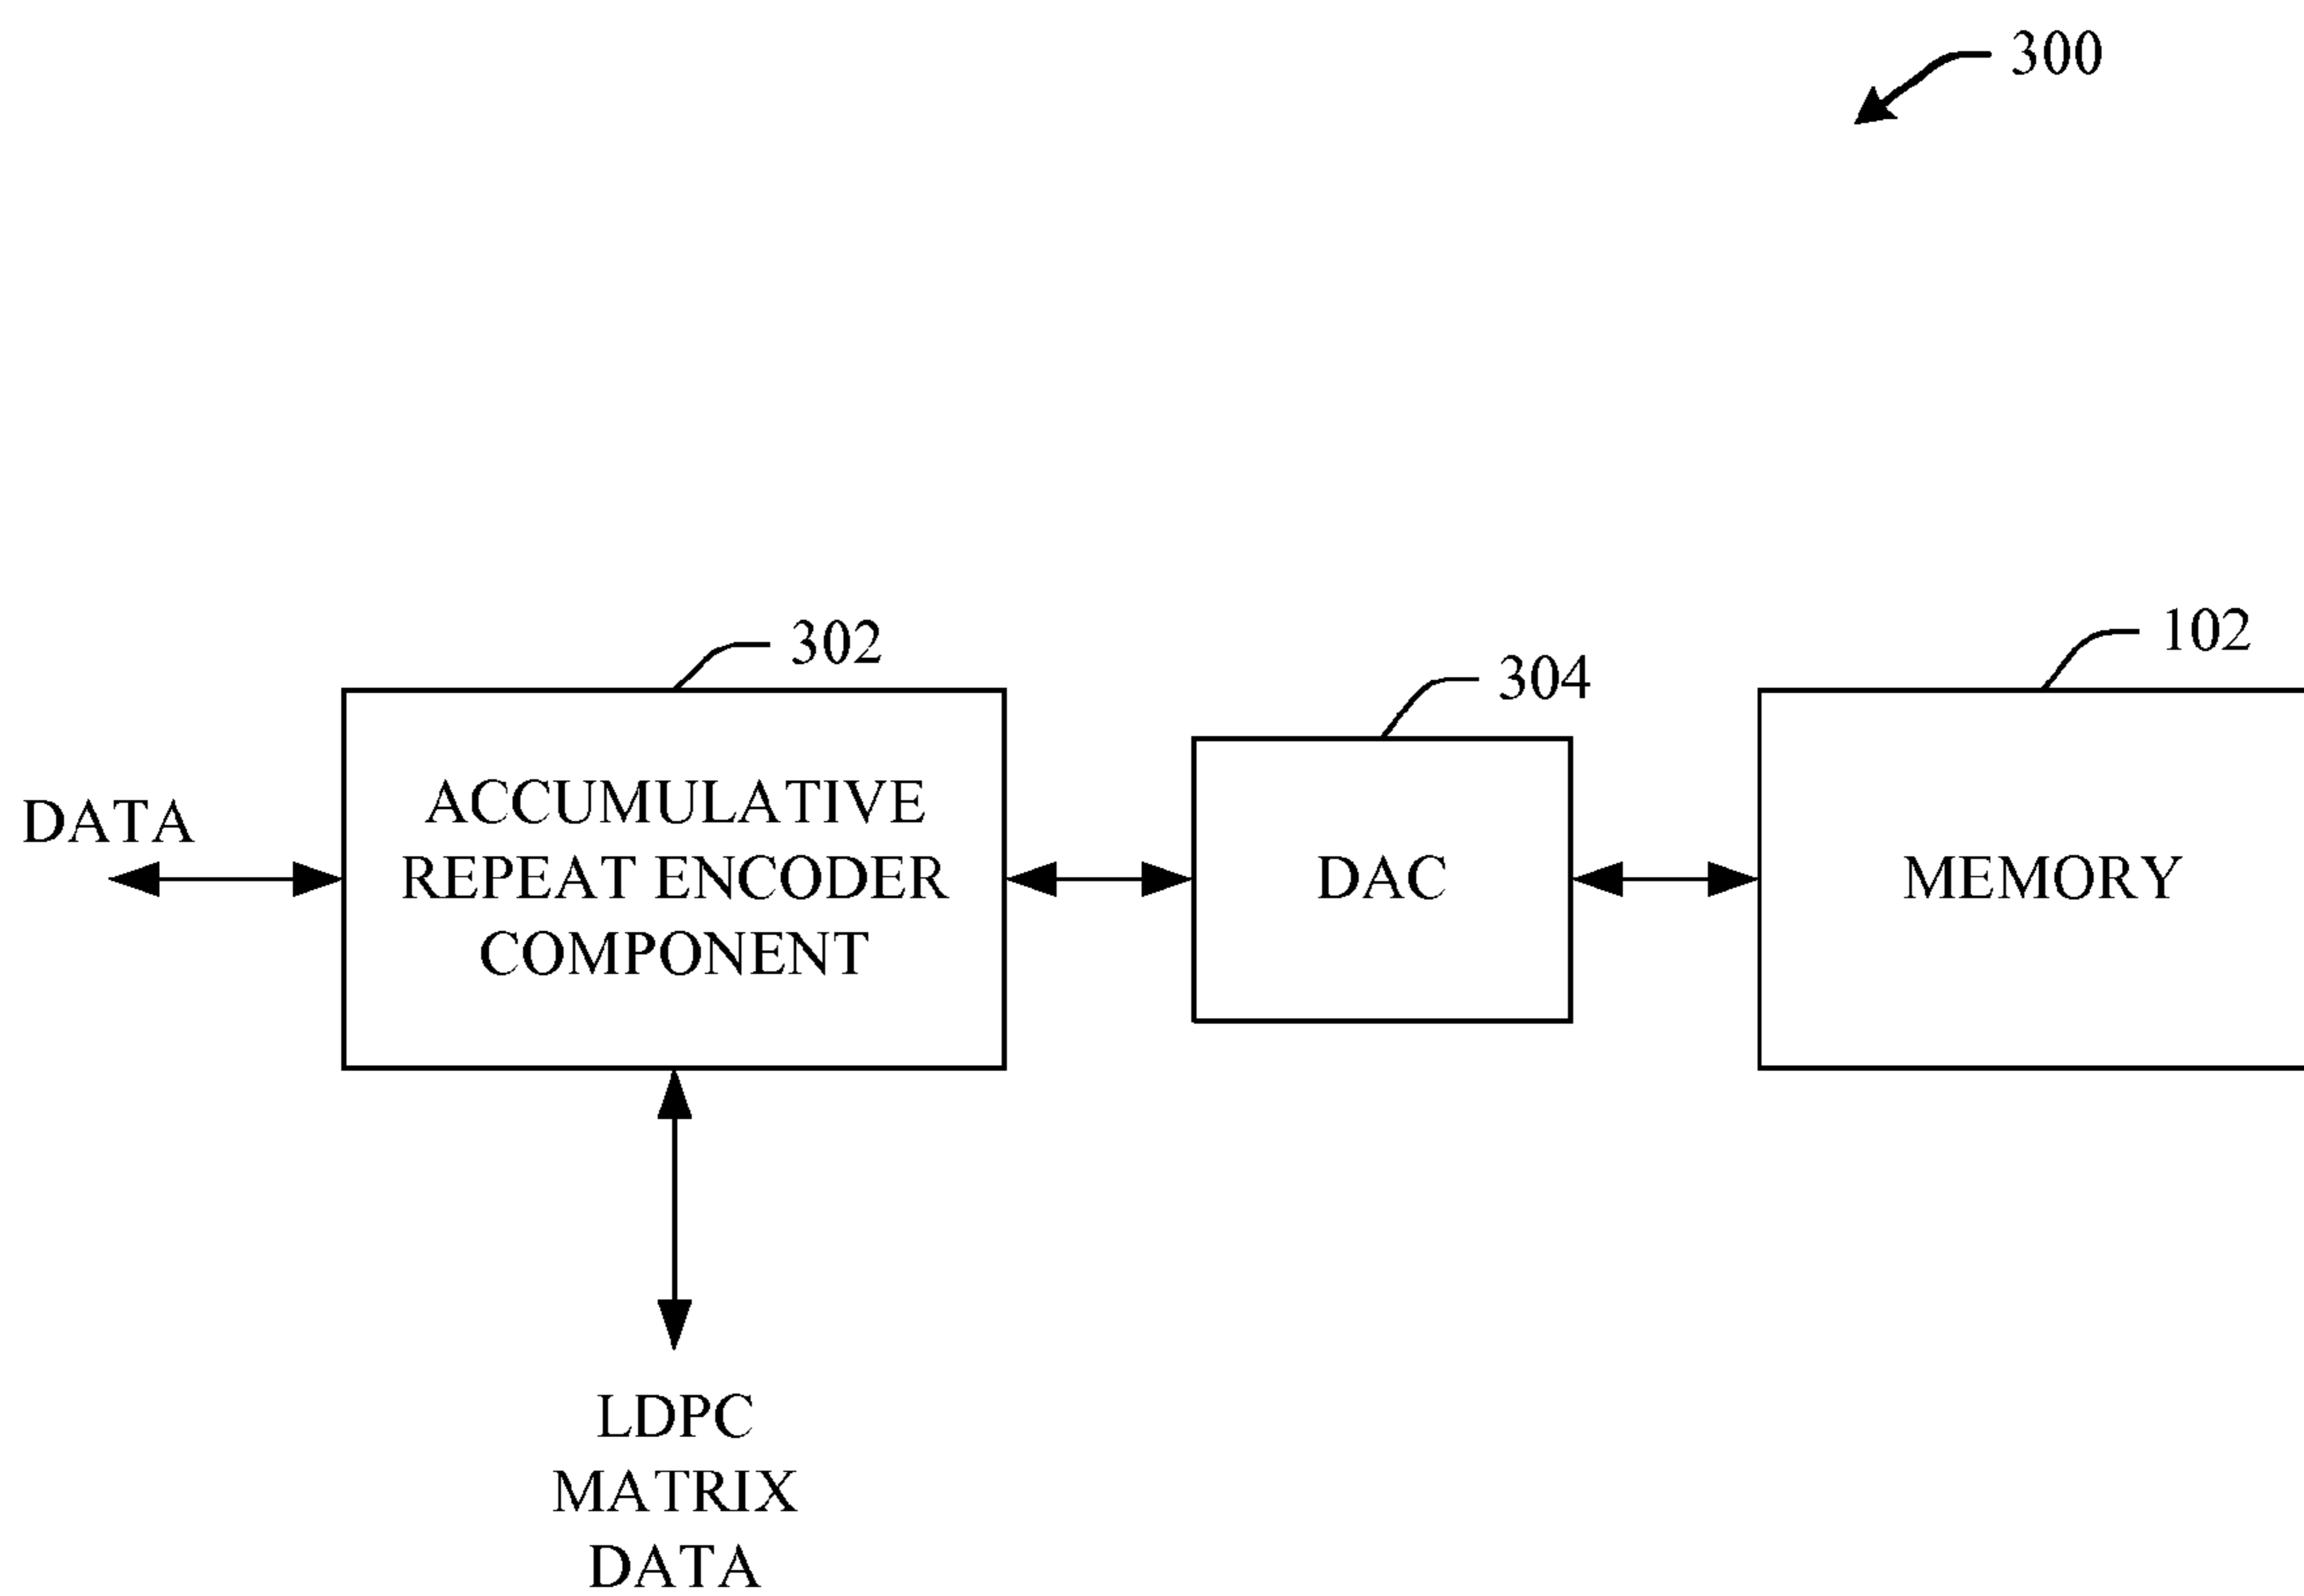 300
302
304
102
DATA
ACCUMULATIVE
REPEAT ENCODER
COMPONENT
DAC
MEMORY
LDPC
MATRIX
DATA